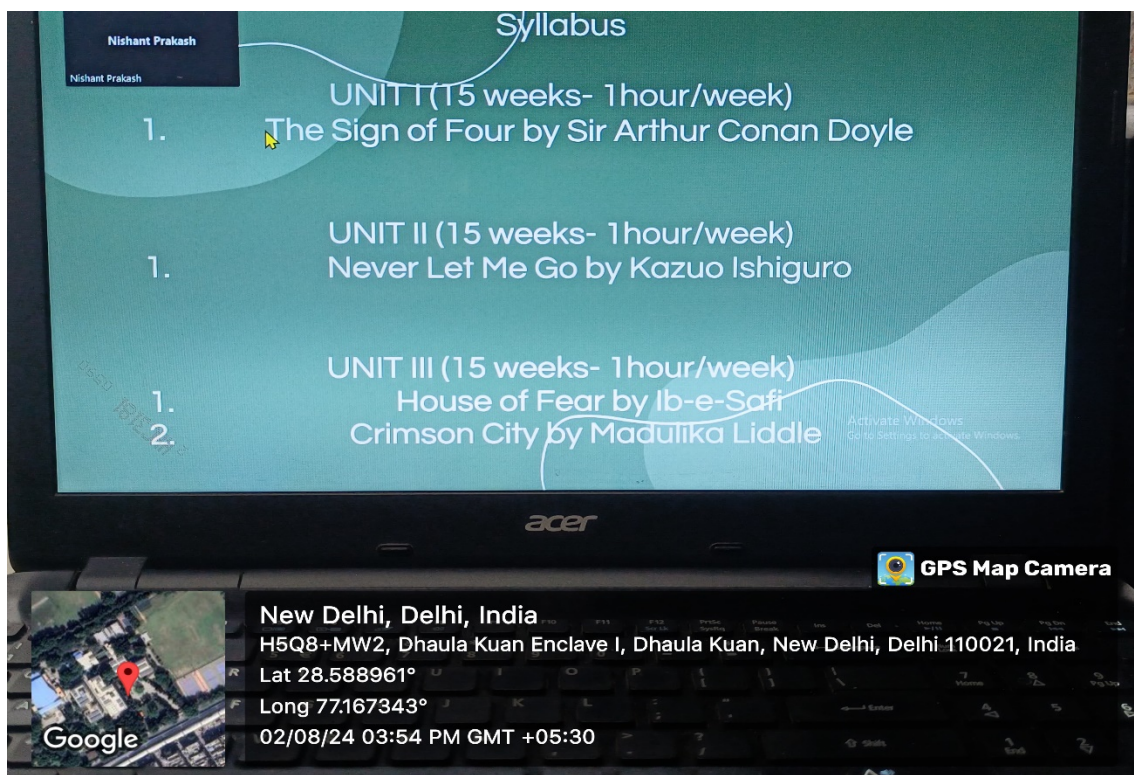 Nishant Prakash
Nishant Prakash
Syllabus
UNIT I (15 weeks- 1hour/week)
1. The Sign of Four by Sir Arthur Conan Doyle
UNIT II (15 weeks- 1hour/week)
1. Never Let Me Go by Kazuo Ishiguro
UNIT III (15 weeks- 1hour/week)
1. House of Fear by Ib-e-Safi
2. Crimson City by Madulika Liddle
Activate Windows
Go to Settings to activate Windows.
acer
GPS Map Camera
New Delhi, Delhi, India
H5Q8+MW2, Dhaula Kuan Enclave I, Dhaula Kuan, New Delhi, Delhi 110021, India
Lat 28.588961°
Long 77.167343°
02/08/24 03:54 PM GMT +05:30
Google